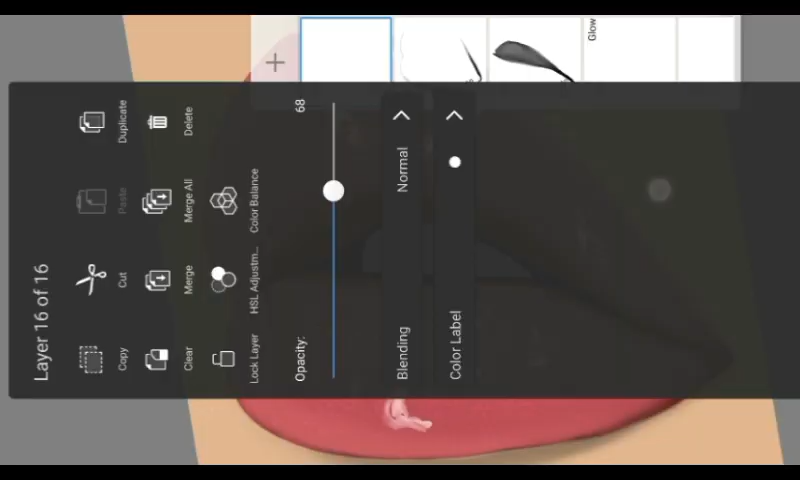 Layer 16 of 16
Copy
Cut
Paste
Duplicate
Clear
Merge
Merge All
Delete
Lock Layer
HSL Adjustm...
Color Balance
Opacity:
68
Blending
Normal
Color Label
Glow